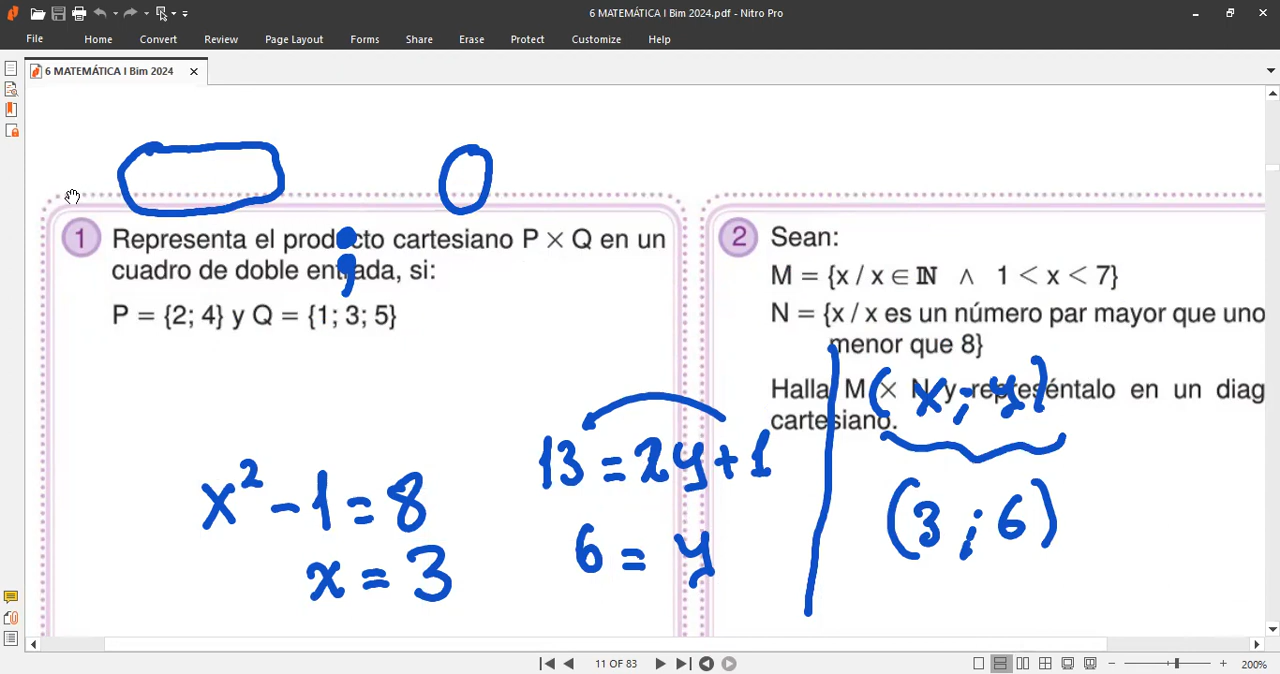 6 MATEMÁTICA I Bim 2024.pdf - Nitro Pro
File Home Convert Review Page Layout Forms Share Erase Protect Customize Help
6 MATEMÁTICA I Bim 2024
1 Representa el producto cartesiano P × Q en un
cuadro de doble entrada, si:
P = {2; 4} y Q = {1; 3; 5}
;
x² - 1 = 8
x = 3
13 = 2y + 1
6 = y
2 Sean:
M = {x / x ∈ ℕ ∧ 1 < x < 7}
N = {x / x es un número par mayor que uno
menor que 8}
Halla M × N y represéntalo en un diag
cartesiano.
(x ; y)
(3 ; 6)
11 OF 83
200%